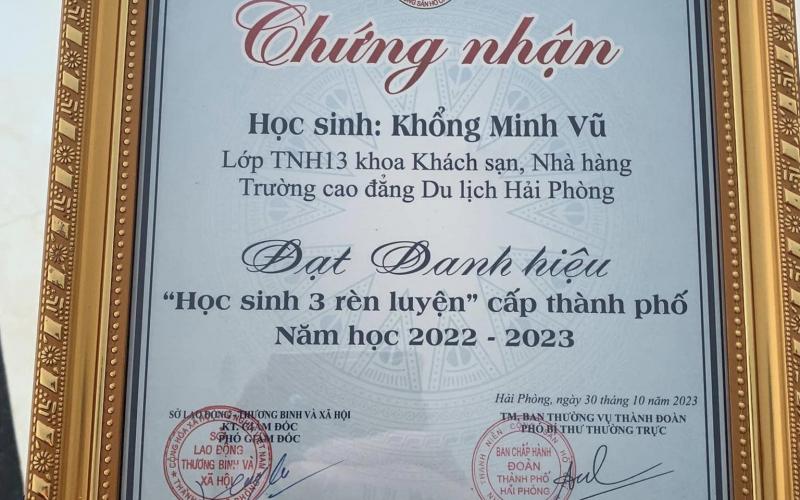 Chứng nhận
Học sinh: Khổng Minh Vũ
Lớp TNH13 khoa Khách sạn, Nhà hàng
Trường cao đẳng Du lịch Hải Phòng
Đạt Danh hiệu
“Học sinh 3 rèn luyện” cấp thành phố
Năm học 2022 - 2023
Hải Phòng, ngày 30 tháng 10 năm 2023
SỞ LAO ĐỘNG - THƯƠNG BINH VÀ XÃ HỘI
KT. GIÁM ĐỐC
PHÓ GIÁM ĐỐC
SỞ
LAO ĐỘNG
THƯƠNG BINH VÀ
XÃ HỘI
TM. BAN THƯỜNG VỤ THÀNH ĐOÀN
PHÓ BÍ THƯ THƯỜNG TRỰC
BAN CHẤP HÀNH
ĐOÀN
THÀNH PHỐ
HẢI PHÒNG